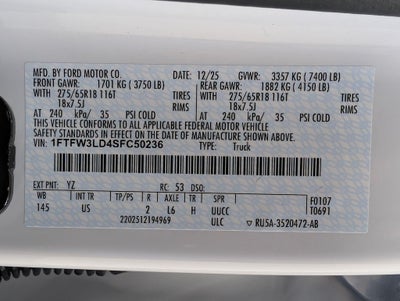 MFD. BY FORD MOTOR CO. 12/25 GVWR: 3357 KG (7400 LB)
FRONT GAWR: 1701 KG (3750 LB) REAR GAWR: 1882 KG (4150 LB)
275/65R18 116T TIRES 275/65R18 116T TIRES
18x7.5J RIMS 18x7.5J RIMS
AT 240 kPa/ 35 PSI COLD AT 240 kPa/ 35 PSI COLD
THIS VEHICLE CONFORMS TO ALL APPLICABLE FEDERAL MOTOR VEHICLE
SAFETY STANDARDS IN EFFECT ON THE DATE OF MANUFACTURE SHOWN ABOVE.
VIN: 1FTFW3LD4SFC50236 TYPE: Truck
EXT PNT: YZ RC: 53 DSO:
WB INT TR TP/PS R AXLE TR SPR F0107
145 US 2 L6 H UUCC T0691
2202512194969 ULC ▽ RU5A-3520472-AB